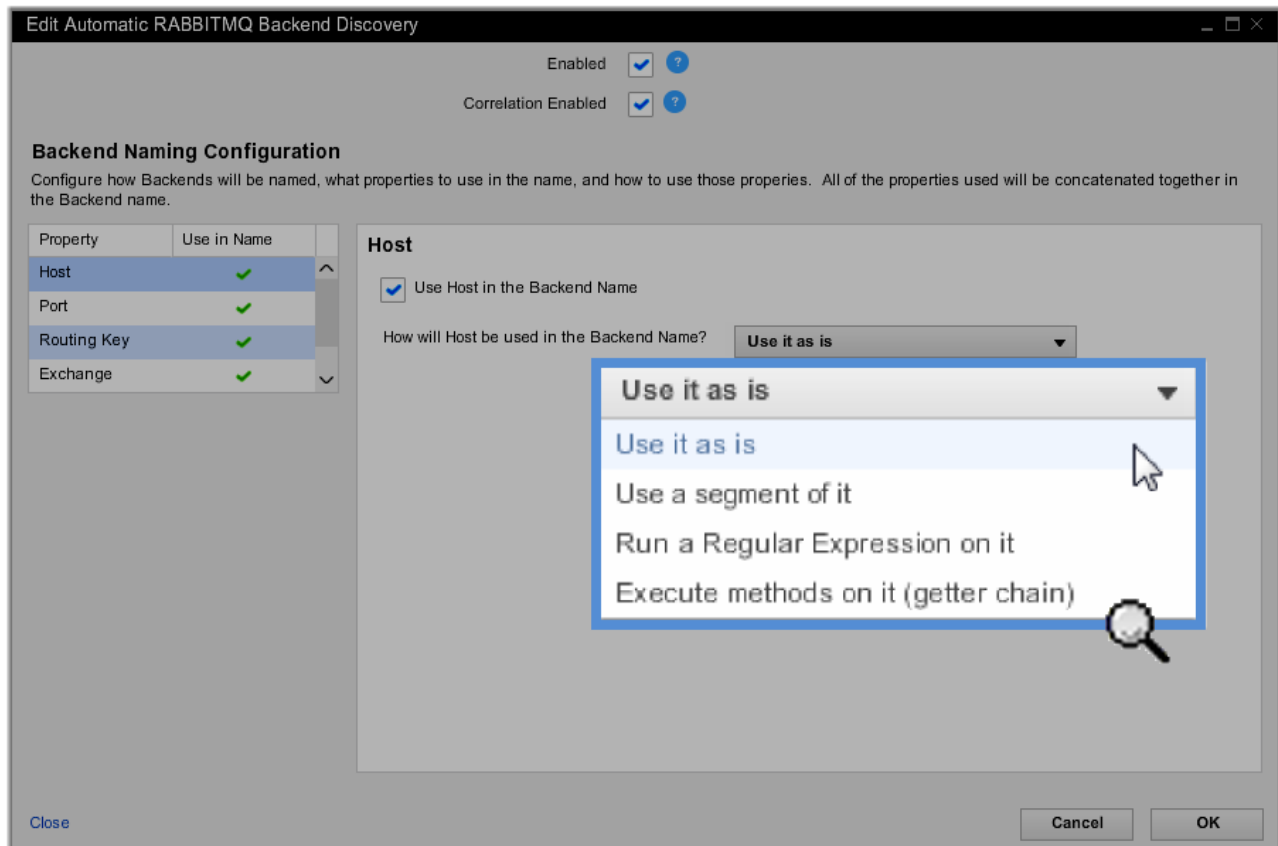 Edit Automatic RABBITMQ Backend Discovery
Enabled
?
Correlation Enabled
?
Backend Naming Configuration
Configure how Backends will be named, what properties to use in the name, and how to use those properies. All of the properties used will be concatenated together in
the Backend name.
Property Use in Name
Host
Port
Routing Key
Exchange
Host
Use Host in the Backend Name
How will Host be used in the Backend Name? Use it as is
Use it as is
Use it as is
Use a segment of it
Run a Regular Expression on it
Execute methods on it (getter chain)
Close
Cancel
OK